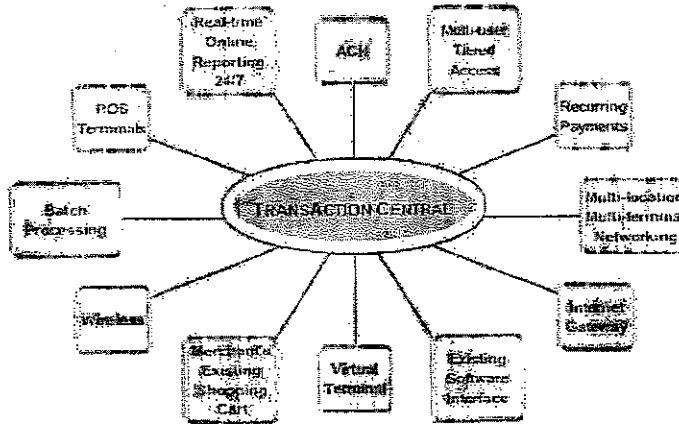 Real-time
Online
Reporting
24/7
ACH
Multi-user
Tiered
Access
POS
Terminals
Recurring
Payments
Batch
Processing
TRANSACTION CENTRAL
Multi-location
Multi-terminal
Networking
Wireless
Internet
Gateway
Merchant's
Existing
Shopping
Cart
Virtual
Terminal
Existing
Software
Interface